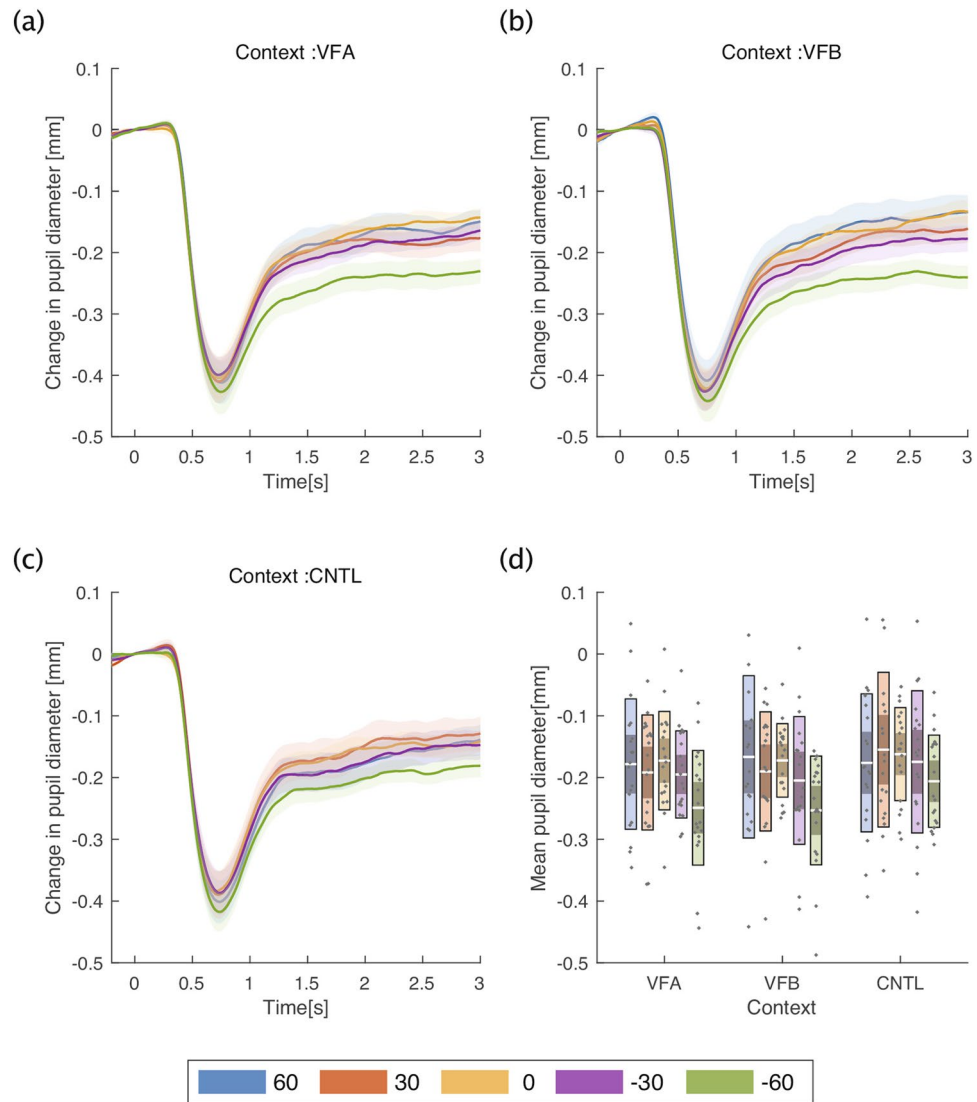 (a)
Context :VFA
0.1
0
-0.1
-0.2
-0.3
-0.4
-0.5
Change in pupil diameter [mm]
0 0.5 1 1.5 2 2.5 3
Time[s]
(b)
Context :VFB
0.1
0
-0.1
-0.2
-0.3
-0.4
-0.5
Change in pupil diameter [mm]
0 0.5 1 1.5 2 2.5 3
Time[s]
(c)
Context :CNTL
0.1
0
-0.1
-0.2
-0.3
-0.4
-0.5
Change in pupil diameter [mm]
0 0.5 1 1.5 2 2.5 3
Time[s]
(d)
0.1
0
-0.1
-0.2
-0.3
-0.4
-0.5
Mean pupil diameter[mm]
VFA VFB CNTL
Context
60 30 0 -30 -60